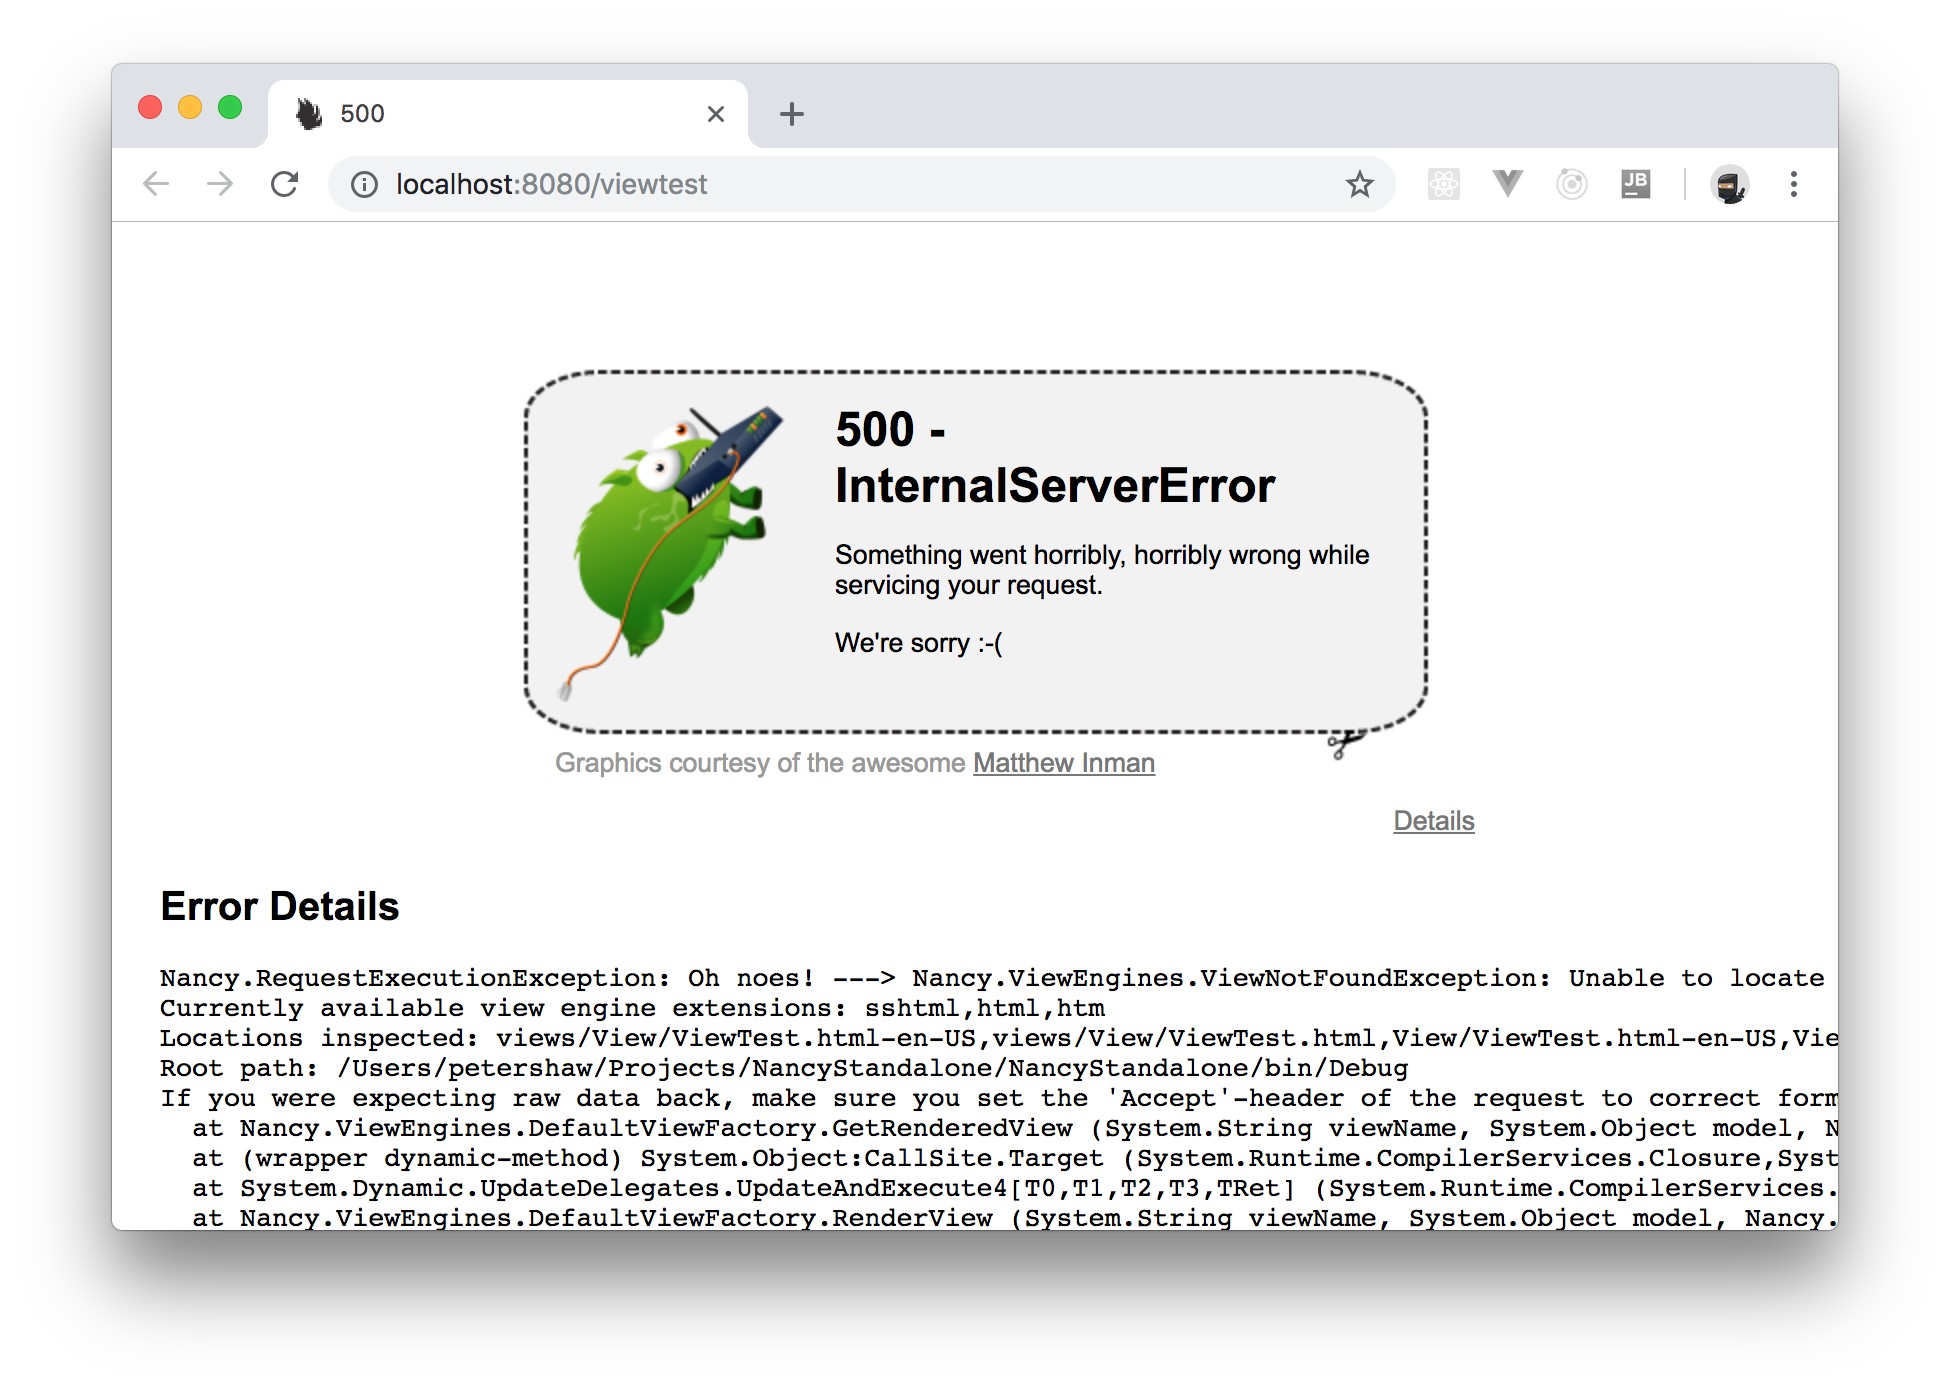 500
localhost:8080/viewtest
JB
500 -
InternalServerError
Something went horribly, horribly wrong while
servicing your request.
We're sorry :-(
Graphics courtesy of the awesome Matthew Inman
Details
Error Details
Nancy.RequestExecutionException: Oh noes! ---> Nancy.ViewEngines.ViewNotFoundException: Unable to locate
Currently available view engine extensions: sshtml,html,htm
Locations inspected: views/View/ViewTest.html-en-US,views/View/ViewTest.html,View/ViewTest.html-en-US,Vie
Root path: /Users/petershaw/Projects/NancyStandalone/NancyStandalone/bin/Debug
If you were expecting raw data back, make sure you set the 'Accept'-header of the request to correct form
at Nancy.ViewEngines.DefaultViewFactory.GetRenderedView (System.String viewName, System.Object model, N
at (wrapper dynamic-method) System.Object:CallSite.Target (System.Runtime.CompilerServices.Closure,Syst
at System.Dynamic.UpdateDelegates.UpdateAndExecute4[T0,T1,T2,T3,TRet] (System.Runtime.CompilerServices.
at Nancy.ViewEngines.DefaultViewFactory.RenderView (System.String viewName, System.Object model, Nancy.